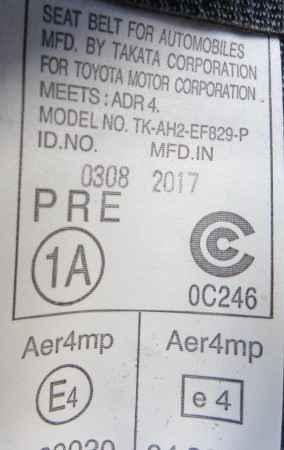 SEAT BELT FOR AUTOMOBILES
MFD. BY TAKATA CORPORATION
FOR TOYOTA MOTOR CORPORATION.
MEETS: ADR 4.
MODEL NO. TK-AH2-EF829-P
ID.NO. MFD.IN
0308 2017
PRE
1A
0C246
Aer4mp Aer4mp
E4 e 4